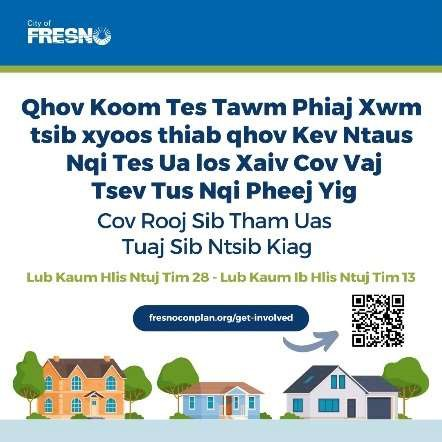 City of
FRESNO
Qhov Koom Tes Tawm Phiaj Xwm
tsib xyoos thiab qhov Kev Ntaus
Nqi Tes Ua los Xaiv Cov Vaj
Tsev Tus Nqi Pheej Yig
Cov Rooj Sib Tham Uas
Tuaj Sib Ntsib Kiag
Lub Kaum Hlis Ntuj Tim 28 - Lub Kaum Ib Hlis Ntuj Tim 13
fresnoconplan.org/get-involved